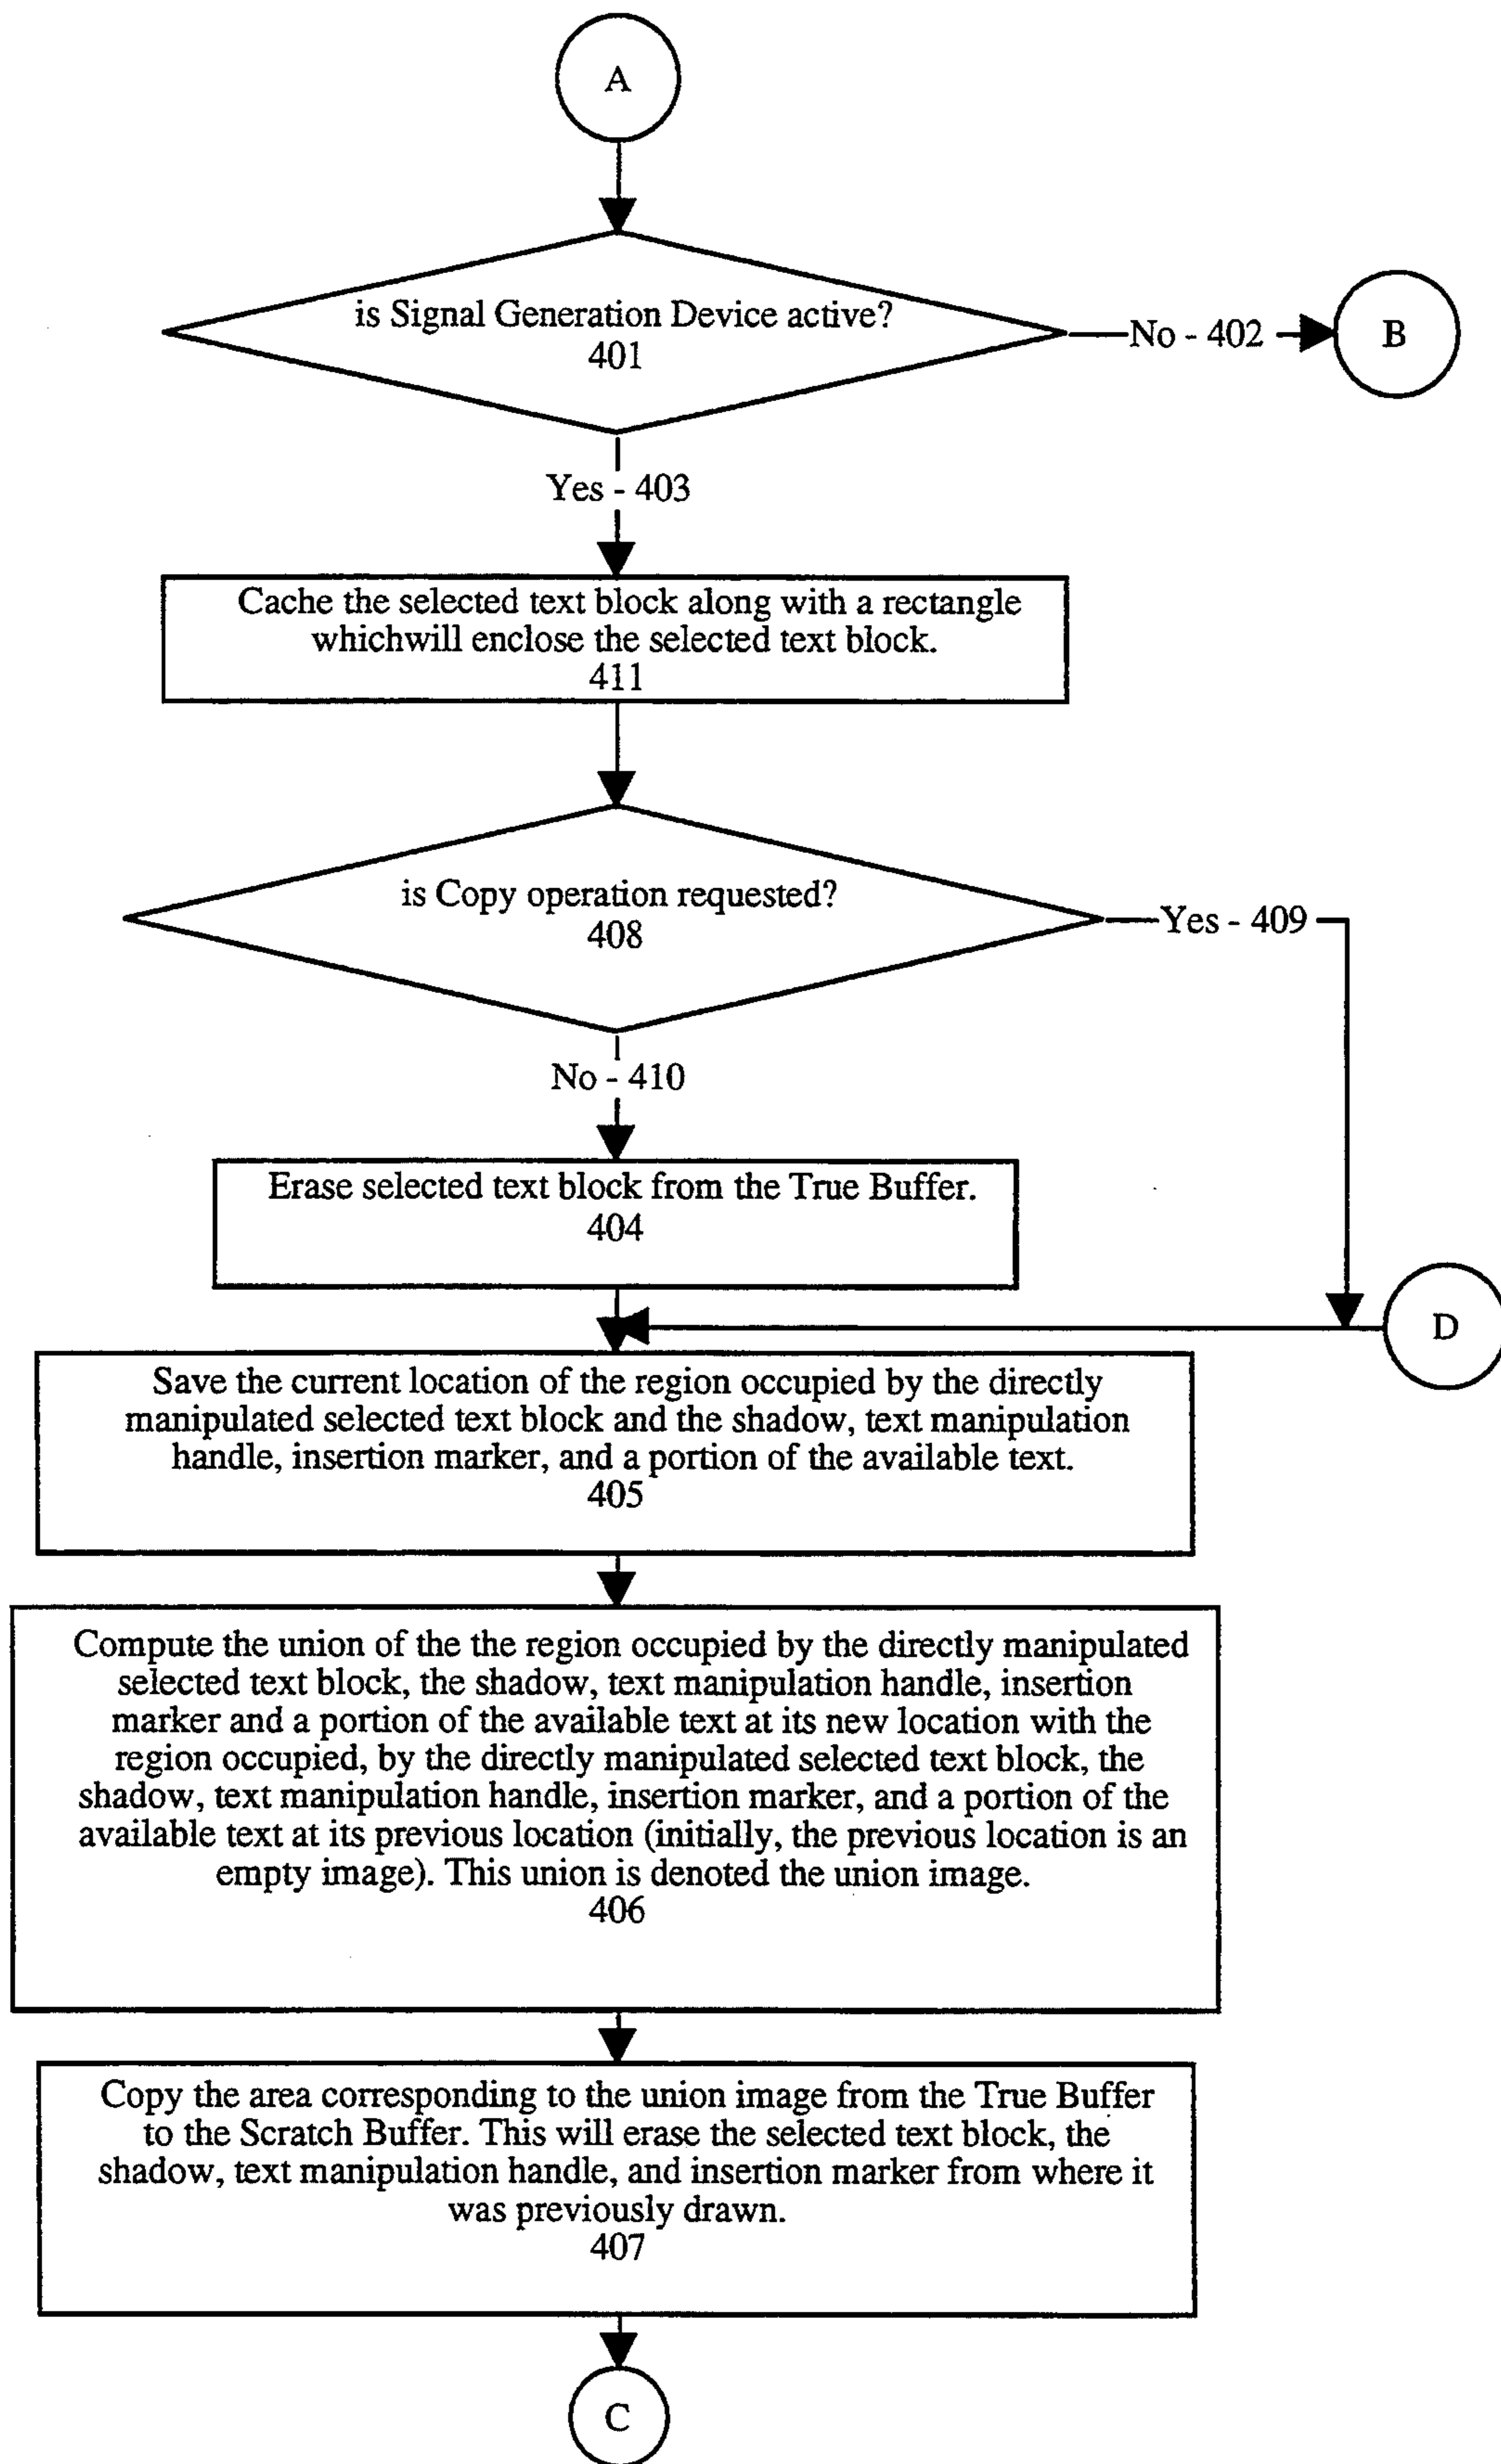 A
is Signal Generation Device active?
401
No - 402
B
Yes - 403
Cache the selected text block along with a rectangle
whichwill enclose the selected text block.
411
is Copy operation requested?
408
Yes - 409
No - 410
Erase selected text block from the True Buffer.
404
D
Save the current location of the region occupied by the directly
manipulated selected text block and the shadow, text manipulation
handle, insertion marker, and a portion of the available text.
405
Compute the union of the the region occupied by the directly manipulated
selected text block, the shadow, text manipulation handle, insertion
marker and a portion of the available text at its new location with the
region occupied, by the directly manipulated selected text block, the
shadow, text manipulation handle, insertion marker, and a portion of the
available text at its previous location (initially, the previous location is an
empty image). This union is denoted the union image.
406
Copy the area corresponding to the union image from the True Buffer
to the Scratch Buffer. This will erase the selected text block, the
shadow, text manipulation handle, and insertion marker from where it
was previously drawn.
407
C